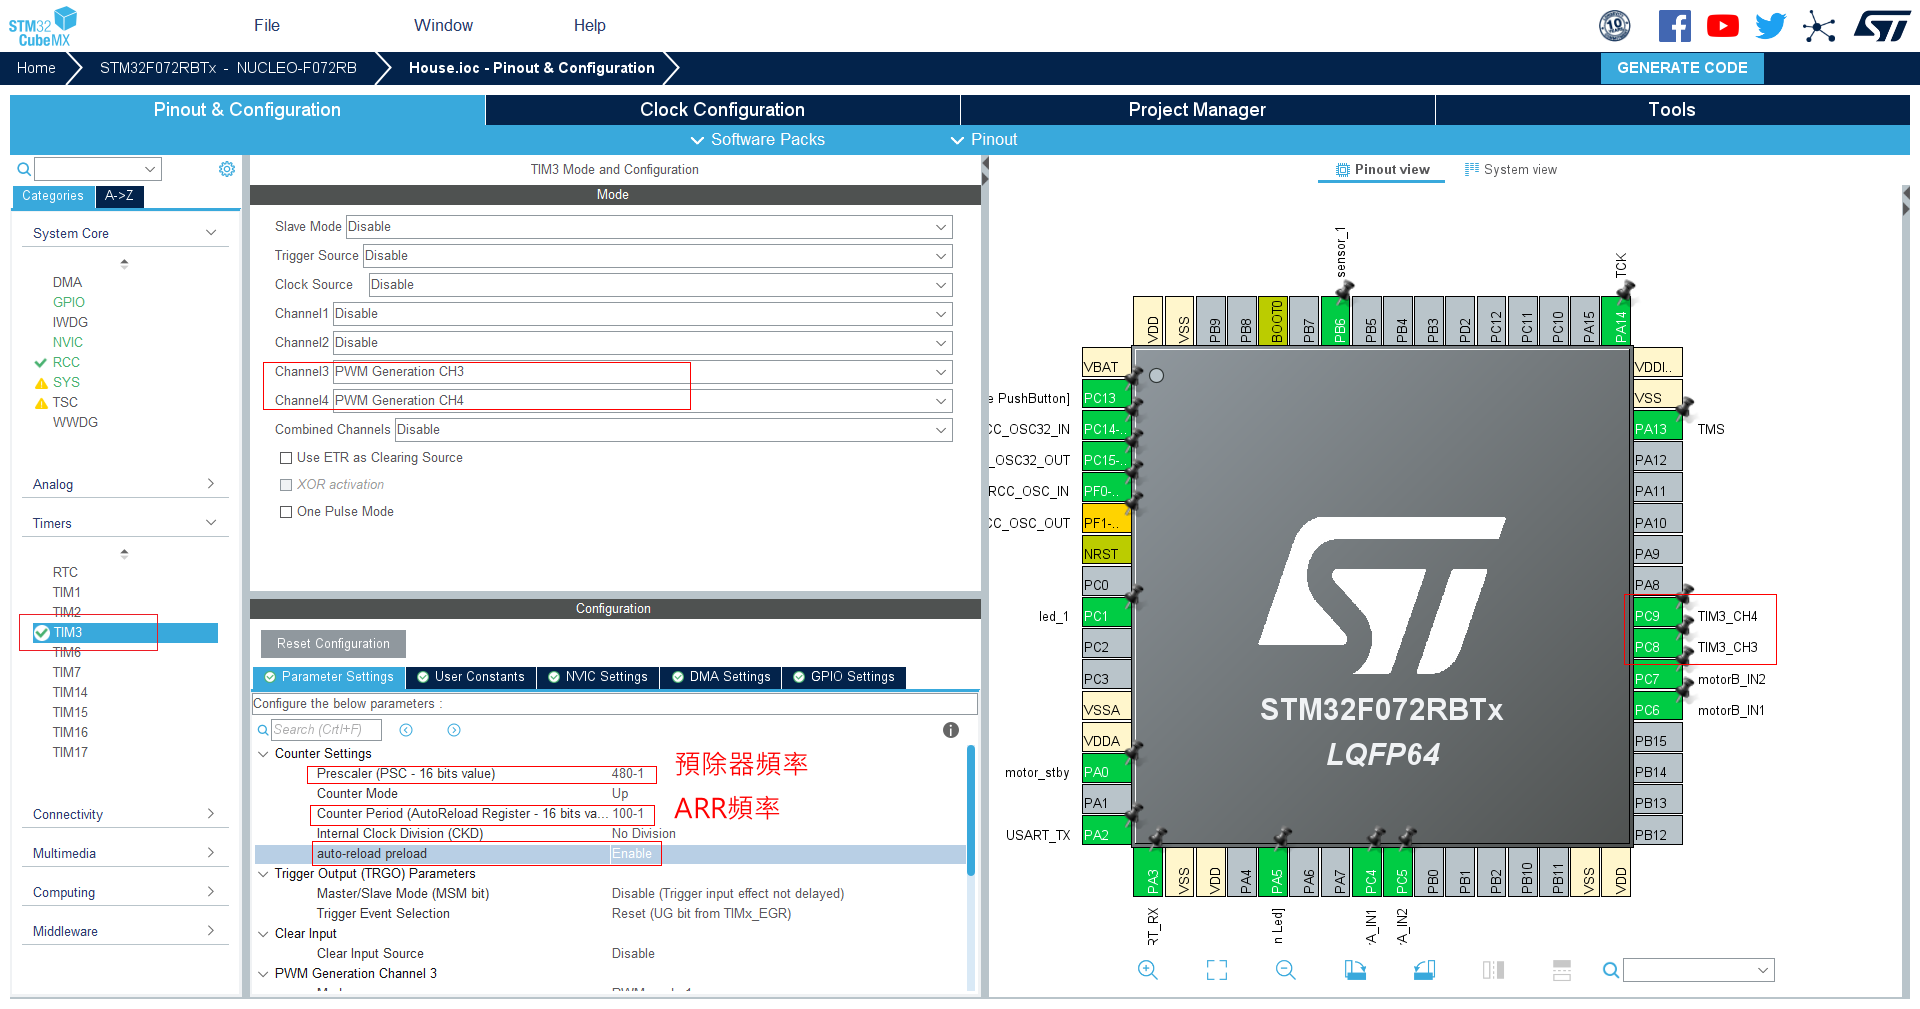 STM32
CubeMX
File
Window
Help
10
ST
Home
STM32F072RBTx - NUCLEO-F072RB
House.ioc - Pinout & Configuration
GENERATE CODE
Pinout & Configuration
Clock Configuration
Project Manager
Tools
Software Packs
Pinout
Categories
A->Z
System Core
DMA
GPIO
IWDG
NVIC
RCC
SYS
TSC
WWDG
Analog
Timers
RTC
TIM1
TIM2
TIM3
TIM6
TIM7
TIM14
TIM15
TIM16
TIM17
Connectivity
Multimedia
Computing
Middleware
TIM3 Mode and Configuration
Mode
Slave Mode Disable
Trigger Source Disable
Clock Source Disable
Channel1 Disable
Channel2 Disable
Channel3 PWM Generation CH3
Channel4 PWM Generation CH4
Combined Channels Disable
Use ETR as Clearing Source
XOR activation
One Pulse Mode
Configuration
Reset Configuration
Parameter Settings
User Constants
NVIC Settings
DMA Settings
GPIO Settings
Configure the below parameters :
Search (Crtl+F)
Counter Settings
Prescaler (PSC - 16 bits value) 480-1
預除器頻率
Counter Mode Up
Counter Period (AutoReload Register - 16 bits va... 100-1
ARR頻率
Internal Clock Division (CKD) No Division
auto-reload preload Enable
Trigger Output (TRGO) Parameters
Master/Slave Mode (MSM bit) Disable (Trigger input effect not delayed)
Trigger Event Selection Reset (UG bit from TIMx_EGR)
Clear Input
Clear Input Source Disable
PWM Generation Channel 3
Pinout view
System view
sensor_1
TCK
VDD
VSS
PB9
PB8
BOOT0
PB7
PB6
PB5
PB4
PB3
PD2
PC12
PC11
PC10
PA15
PA14
VBAT
e PushButton] PC13
CC_OSC32_IN PC14-..
_OSC32_OUT PC15-..
RCC_OSC_IN PF0-..
CC_OSC_OUT PF1-..
NRST
PC0
led_1 PC1
PC2
PC3
VSSA
VDDA
motor_stby PA0
PA1
USART_TX PA2
VDDI..
VSS
PA13 TMS
PA12
PA11
PA10
PA9
PA8
PC9 TIM3_CH4
PC8 TIM3_CH3
PC7 motorB_IN2
PC6 motorB_IN1
PB15
PB14
PB13
PB12
ST
STM32F072RBTx
LQFP64
PA3
VSS
VDD
PA4
PA5
PA6
PA7
PC4
PC5
PB0
PB1
PB2
PB10
PB11
VSS
VDD
RT_RX
n Led]
rA_IN1
rA_IN2